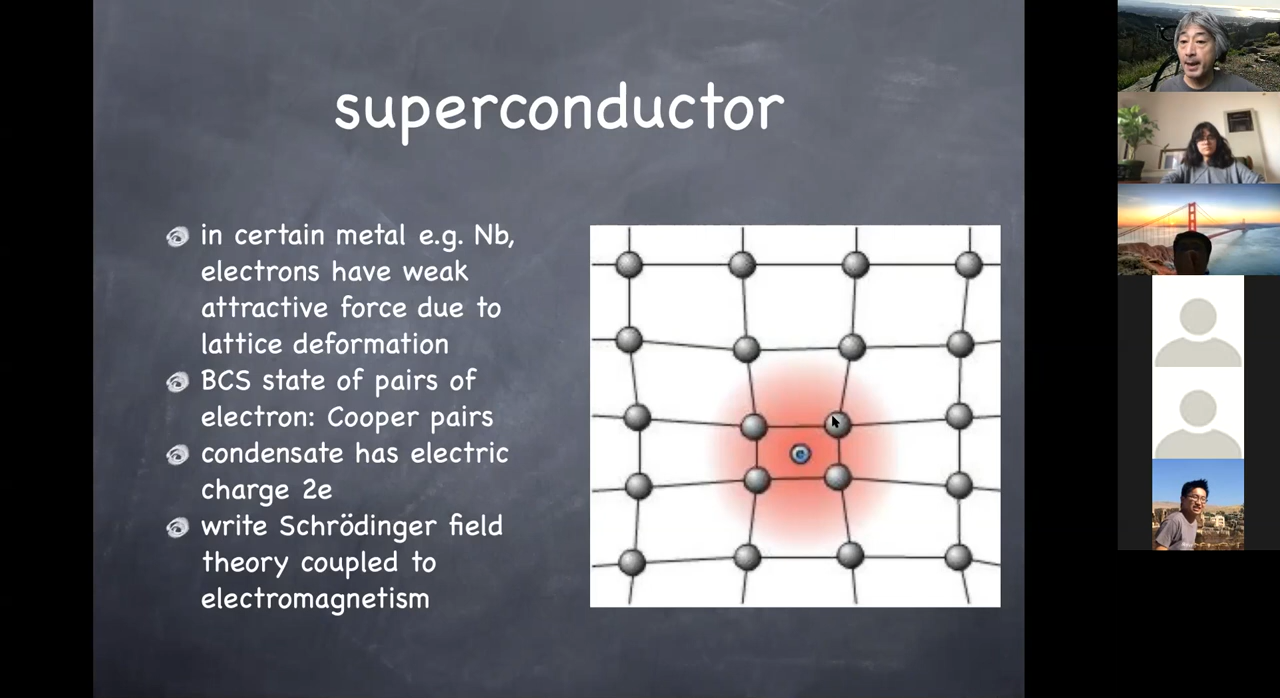 superconductor
in certain metal e.g. Nb,
electrons have weak
attractive force due to
lattice deformation
BCS state of pairs of
electron: Cooper pairs
condensate has electric
charge 2e
write Schrödinger field
theory coupled to
electromagnetism